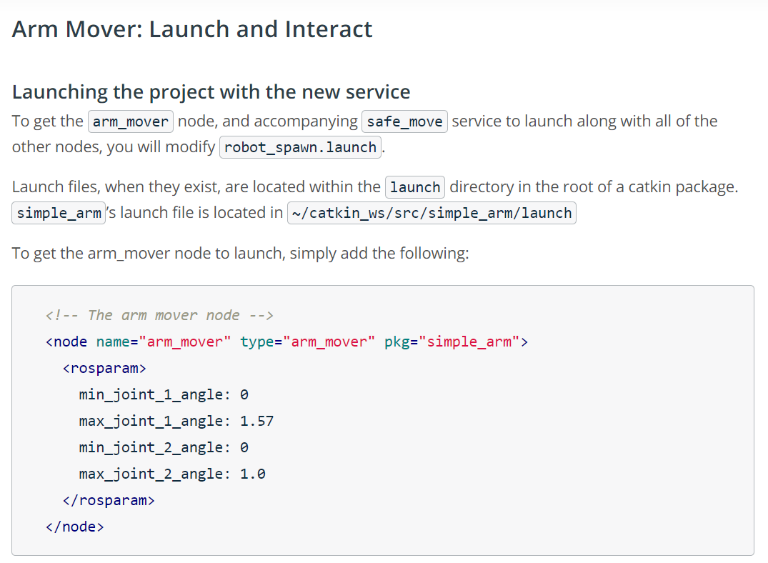 Arm Mover: Launch and Interact
Launching the project with the new service
To get the arm_mover node, and accompanying safe_move service to launch along with all of the
other nodes, you will modify robot_spawn.launch.
Launch files, when they exist, are located within the launch directory in the root of a catkin package.
simple_arm's launch file is located in ~/catkin_ws/src/simple_arm/launch
To get the arm_mover node to launch, simply add the following:
<!-- The arm mover node -->
<node name="arm_mover" type="arm_mover" pkg="simple_arm">
<rosparam>
min_joint_1_angle: 0
max_joint_1_angle: 1.57
min_joint_2_angle: 0
max_joint_2_angle: 1.0
</rosparam>
</node>